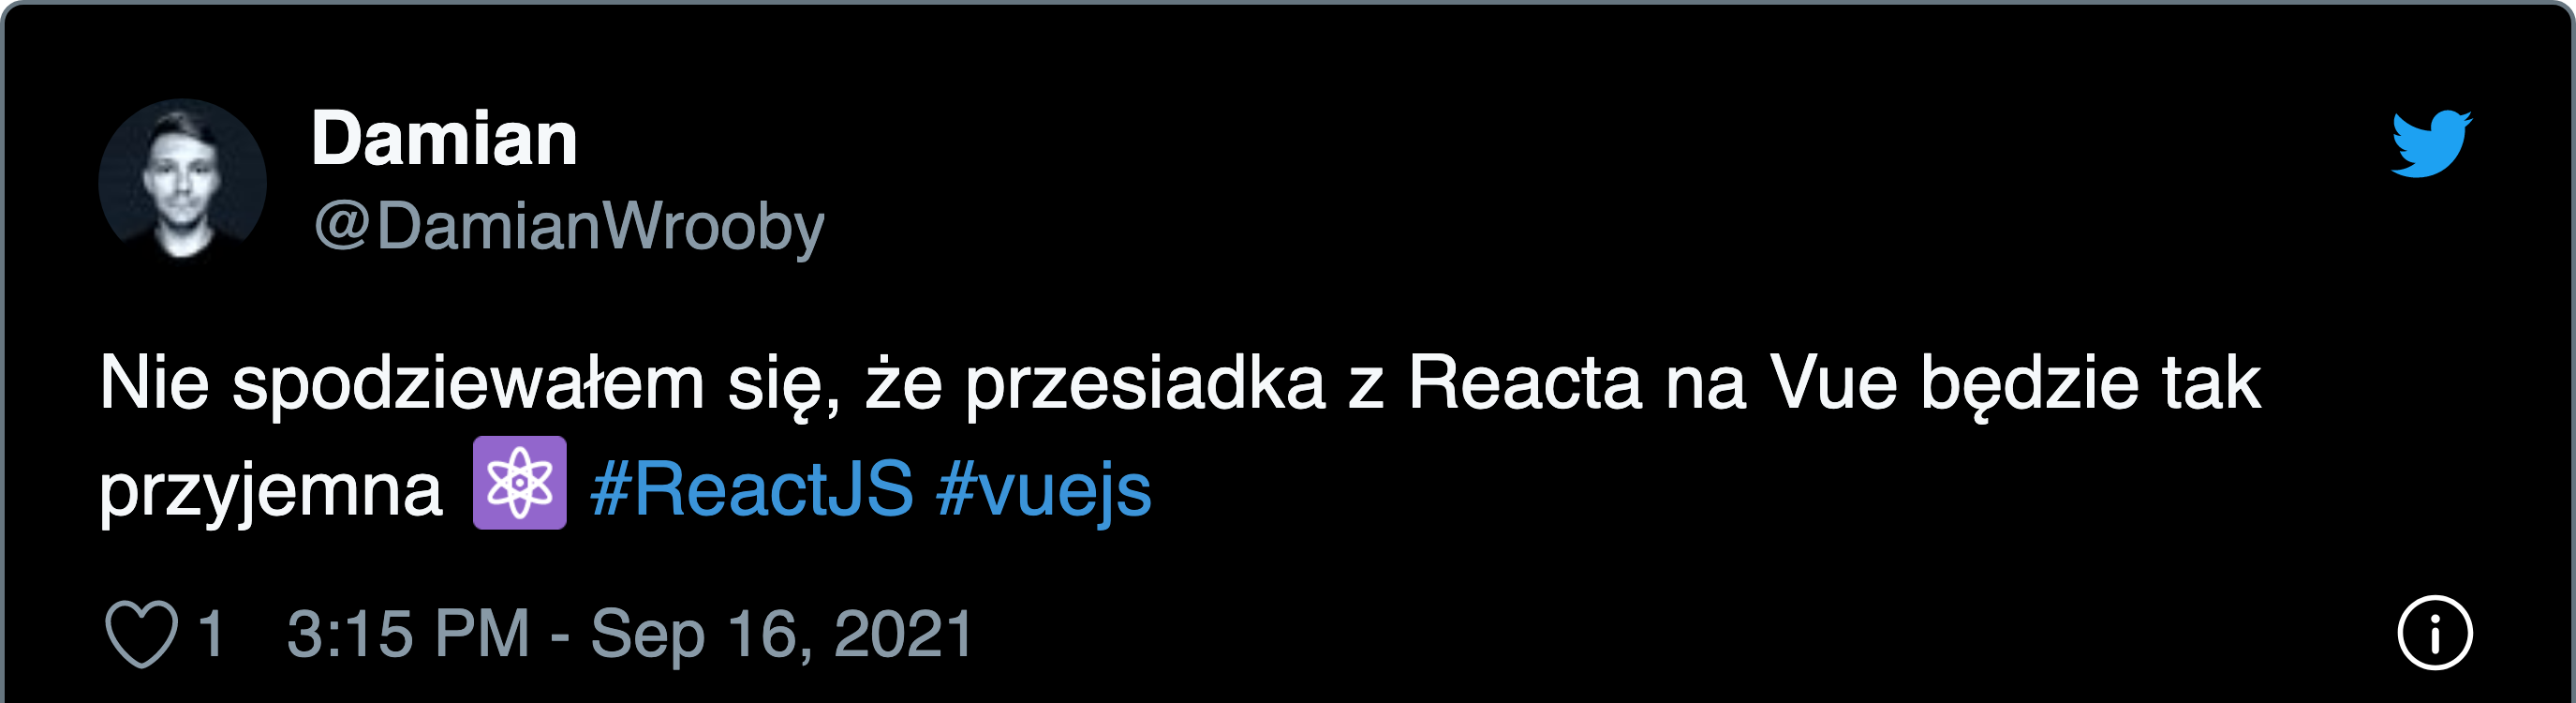 Damian
@DamianWrooby
Nie spodziewałem się, że przesiadka z Reacta na Vue będzie tak
przyjemna ⚛️ #ReactJS #vuejs
1 3:15 PM - Sep 16, 2021